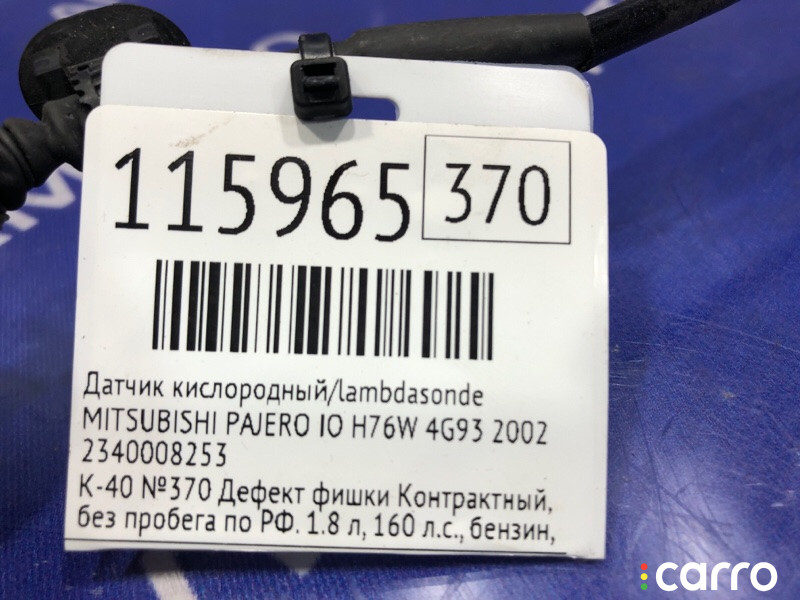 115965 370
Датчик кислородный/lambdasonde
MITSUBISHI PAJERO IO H76W 4G93 2002
2340008253
К-40 №370 Дефект фишки Контрактный,
без пробега по РФ. 1.8 л, 160 л.с., бензин,
carro